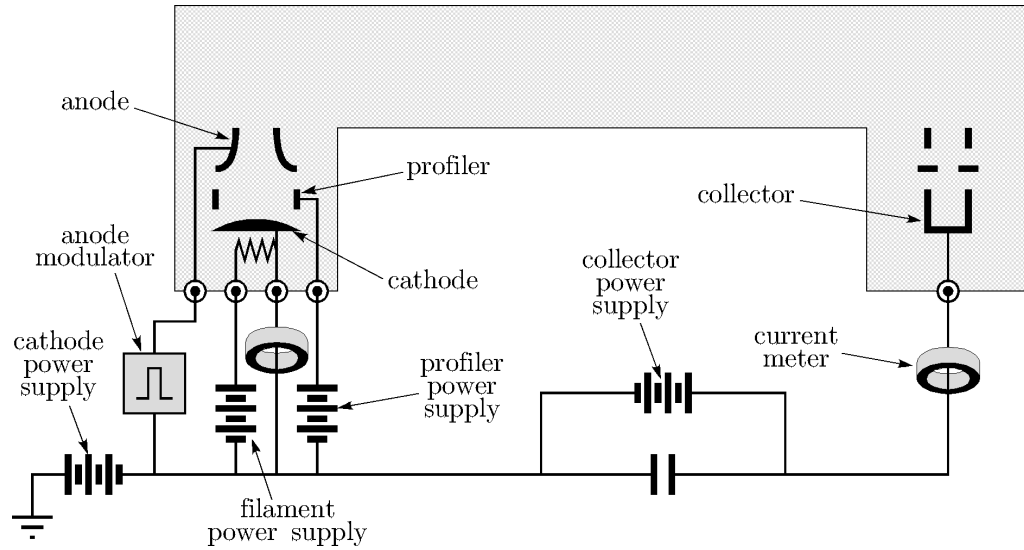 anode
profiler
collector
anode
modulator
cathode
collector
power
supply
cathode
power
supply
current
meter
profiler
power
supply
filament
power supply